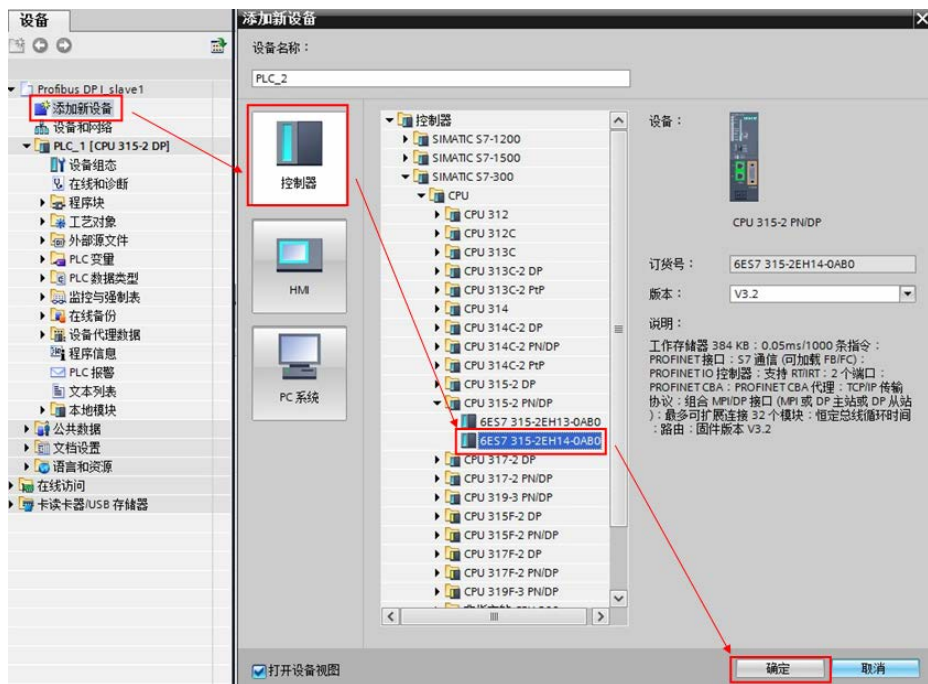 设备
添加新设备
设备名称：
PLC_2
Profibus DP I_slave1
添加新设备
设备和网络
PLC_1 [CPU 315-2 DP]
设备组态
在线和诊断
程序块
工艺对象
外部源文件
PLC 变量
PLC 数据类型
监控与强制表
在线备份
设备代理数据
程序信息
PLC 报警
文本列表
本地模块
公共数据
文档设置
语言和资源
在线访问
卡读卡器/USB 存储器
控制器
HMI
PC 系统
控制器
SIMATIC S7-1200
SIMATIC S7-1500
SIMATIC S7-300
CPU
CPU 312
CPU 312C
CPU 313C
CPU 313C-2 DP
CPU 313C-2 PtP
CPU 314
CPU 314C-2 DP
CPU 314C-2 PN/DP
CPU 314C-2 PtP
CPU 315-2 DP
CPU 315-2 PN/DP
6ES7 315-2EH13-0AB0
6ES7 315-2EH14-0AB0
CPU 317-2 DP
CPU 317-2 PN/DP
CPU 319-3 PN/DP
CPU 315F-2 DP
CPU 315F-2 PN/DP
CPU 317F-2 DP
CPU 317F-2 PN/DP
CPU 319F-3 PN/DP
设备：
CPU 315-2 PN/DP
订货号：
6ES7 315-2EH14-0AB0
版本：
V3.2
说明：
工作存储器 384 KB；0.05ms/1000 条指令；
PROFINET 接口；S7 通信 (可加载 FB/FC)；
PROFINET IO 控制器；支持 RT/IRT；2 个端口；
PROFINET CBA；PROFINET CBA 代理；TCP/IP 传输
协议；组合 MPI/DP 接口 (MPI 或 DP 主站或 DP 从站
)；最多可扩展连接 32 个模块；恒定总线循环时间
；路由；固件版本 V3.2
打开设备视图
确定
取消